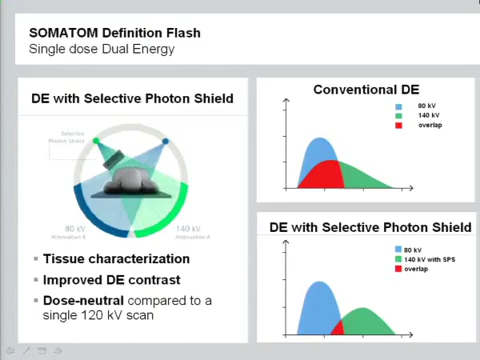 SOMATOM Definition Flash
Single dose Dual Energy
DE with Selective Photon Shield
Selective
Photon Shield
80 kV
Attenuation B
140 kV
Attenuation A
Tissue characterization
Improved DE contrast
Dose-neutral compared to a
single 120 kV scan
Conventional DE
80 kV
140 kV
overlap
DE with Selective Photon Shield
80 kV
140 kV with SPS
overlap